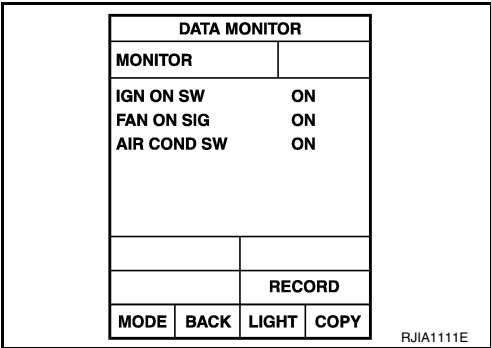 DATA MONITOR
MONITOR
IGN ON SW ON
FAN ON SIG ON
AIR COND SW ON
RECORD
MODE BACK LIGHT COPY
RJIA1111E